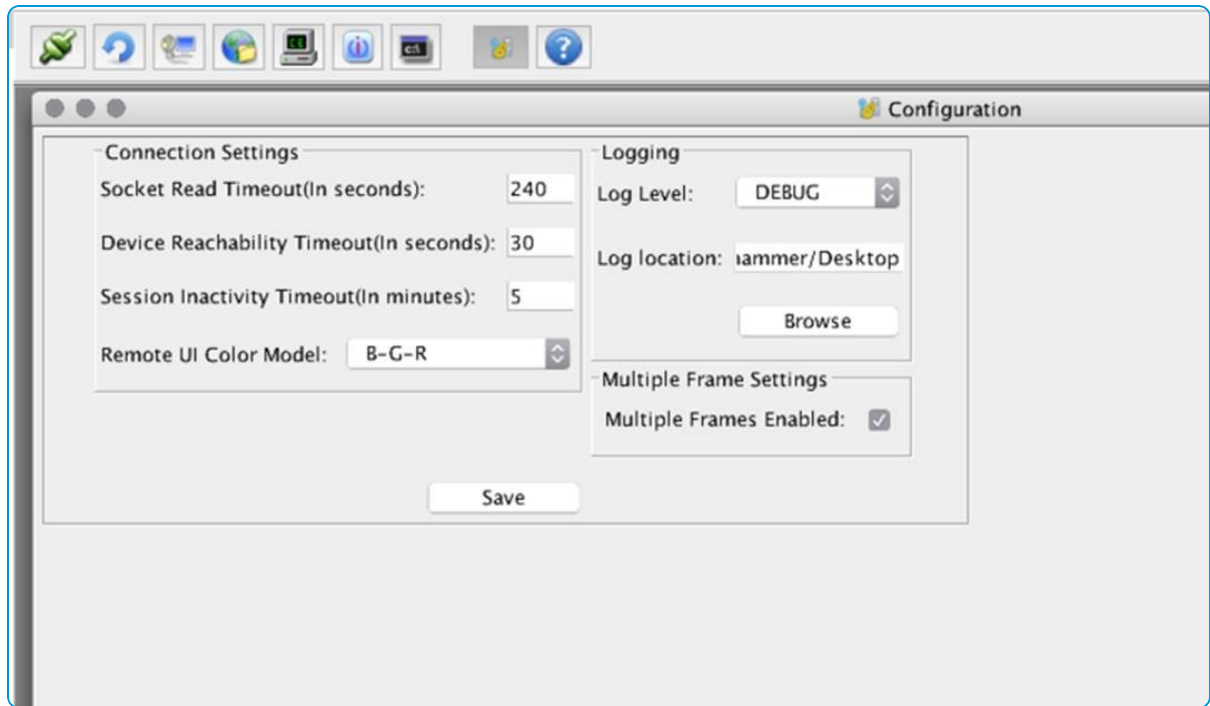 Configuration
Connection Settings
Socket Read Timeout(In seconds): 240
Device Reachability Timeout(In seconds): 30
Session Inactivity Timeout(In minutes): 5
Remote UI Color Model: B-G-R
Logging
Log Level: DEBUG
Log location: /Desktop
Browse
Multiple Frame Settings
Multiple Frames Enabled:
Save